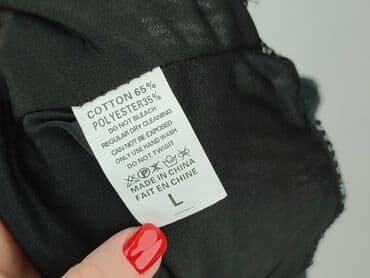 COTTON 65%
POLYESTER35%
DO NOT BLEACH
REGULAR DRY CLEANING
CAN NOT BE EXPOSED
ONLY USE HAND WASH
DO NOT TWISIT
MADE IN CHINA
FAIT EN CHINE
L